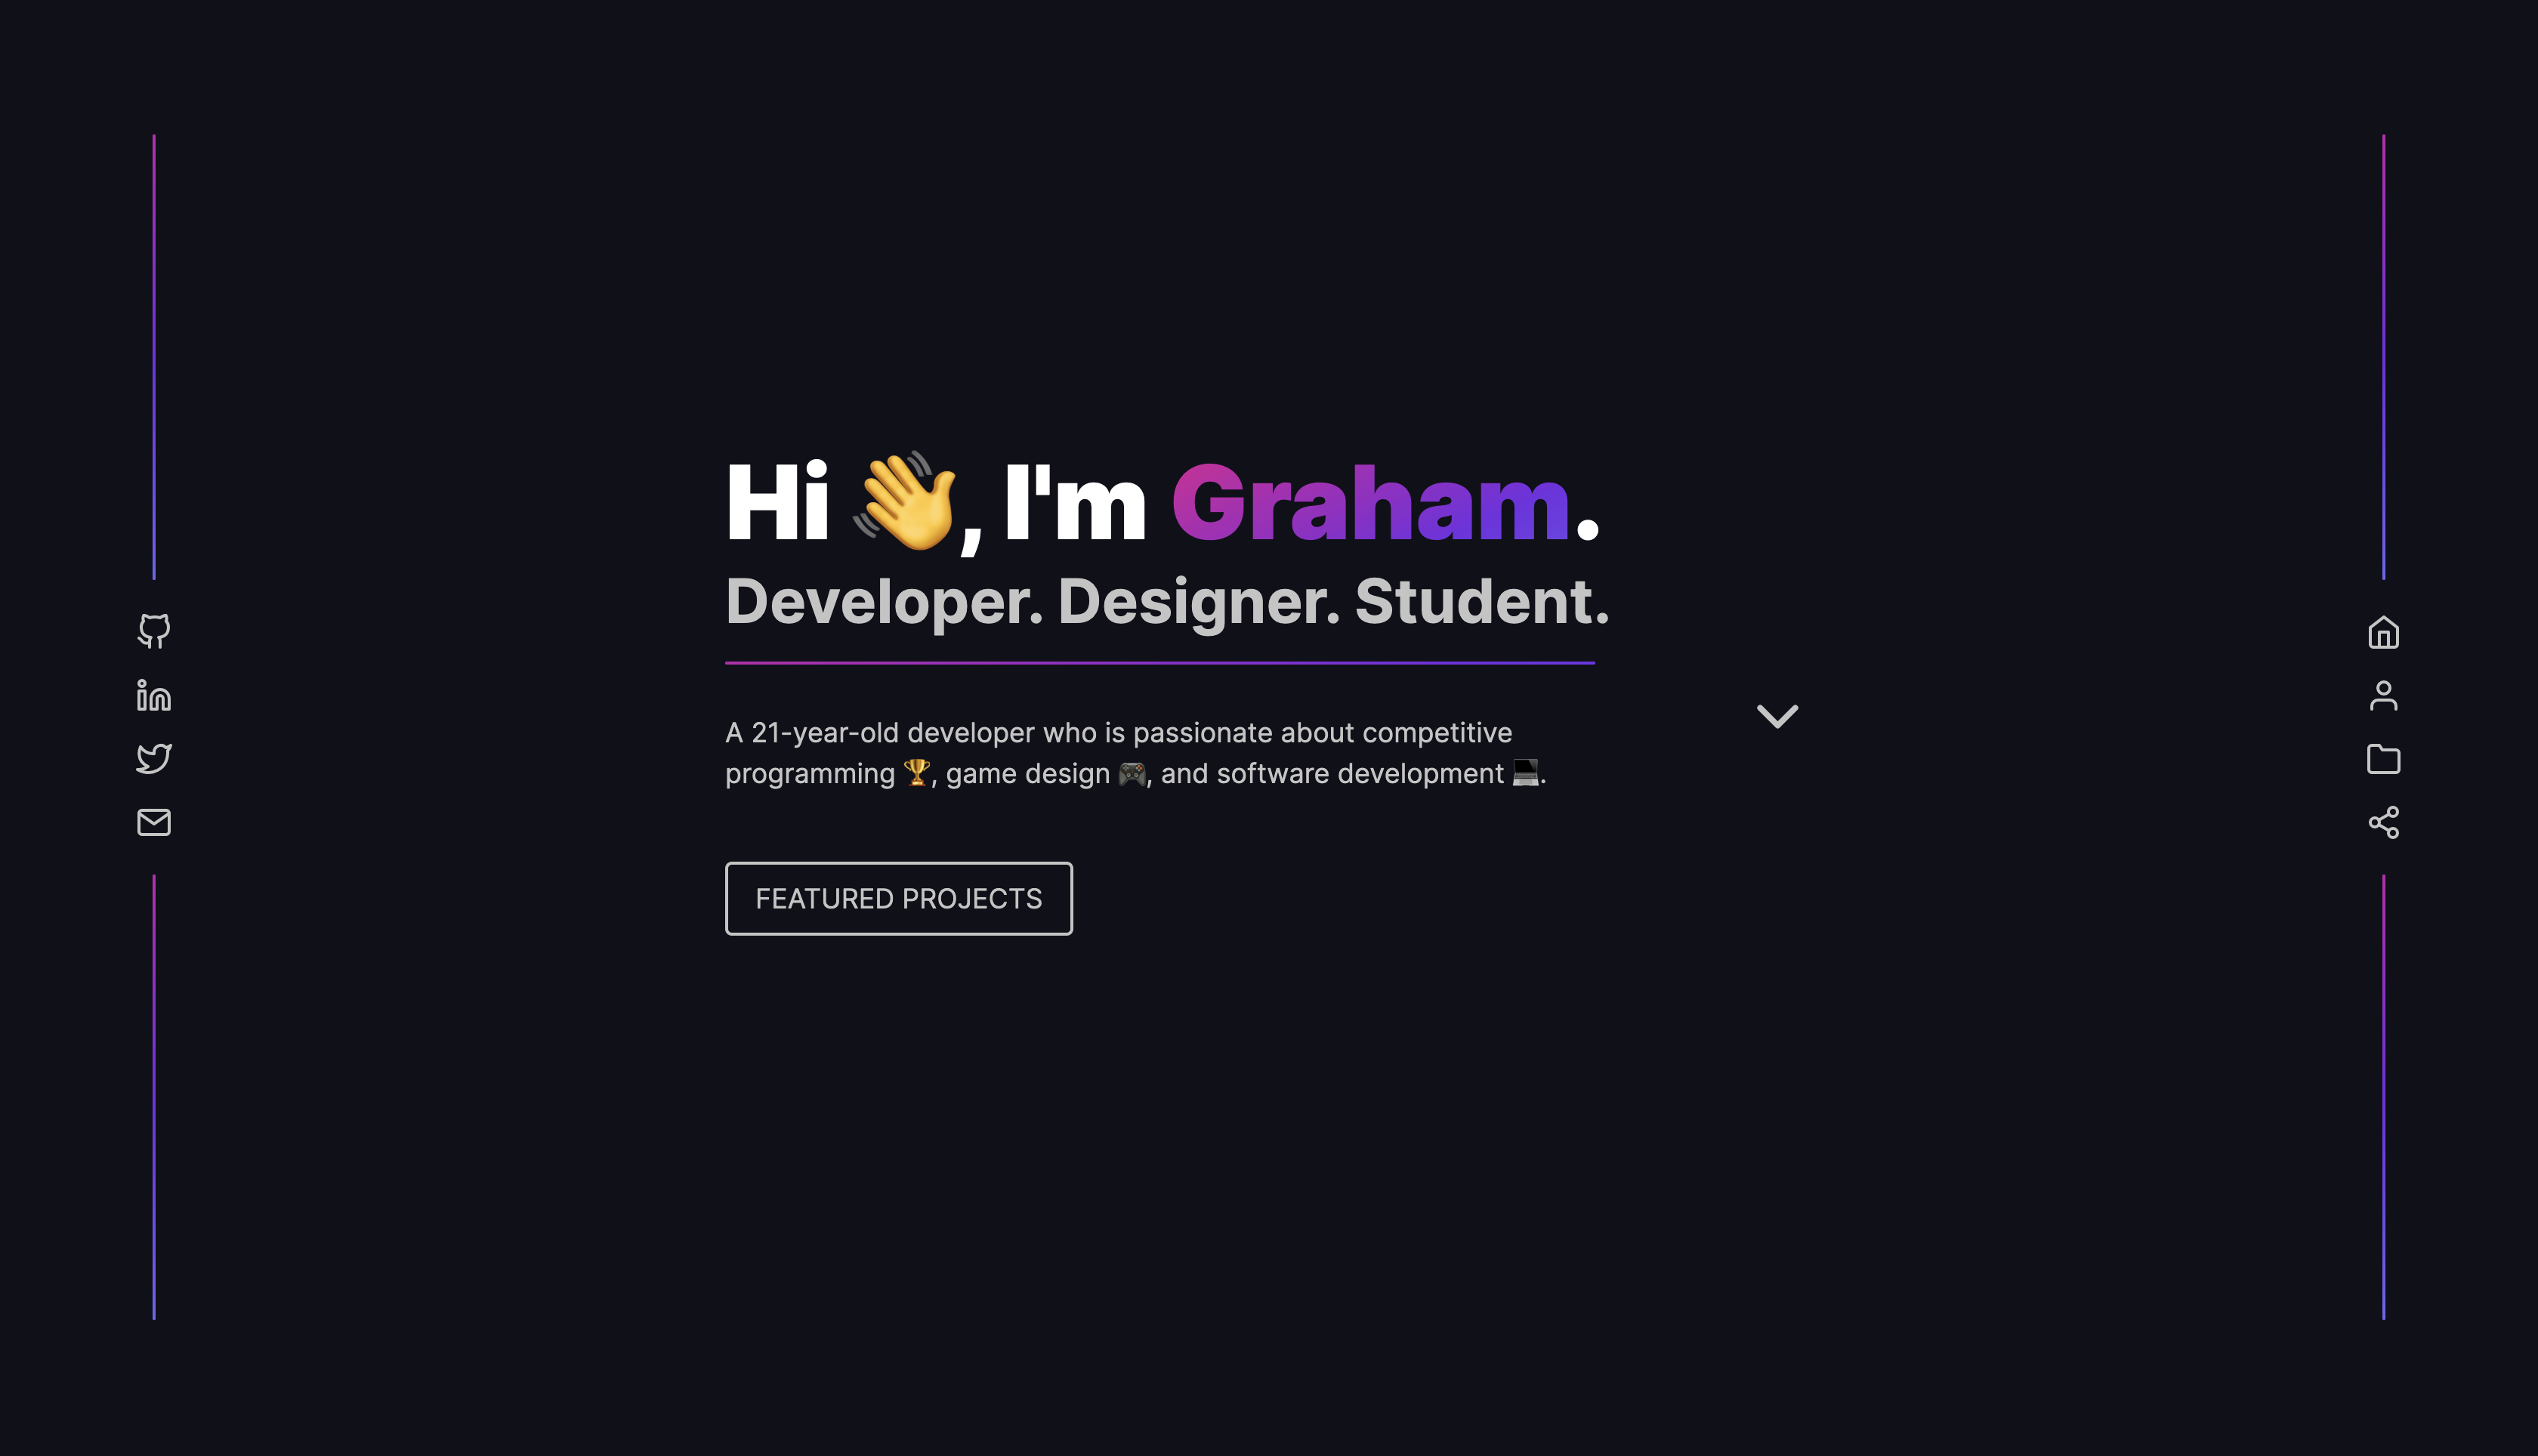 Hi 👋, I'm Graham.
Developer. Designer. Student.
A 21-year-old developer who is passionate about competitive
programming 🏆, game design 🎮, and software development 💻.
FEATURED PROJECTS